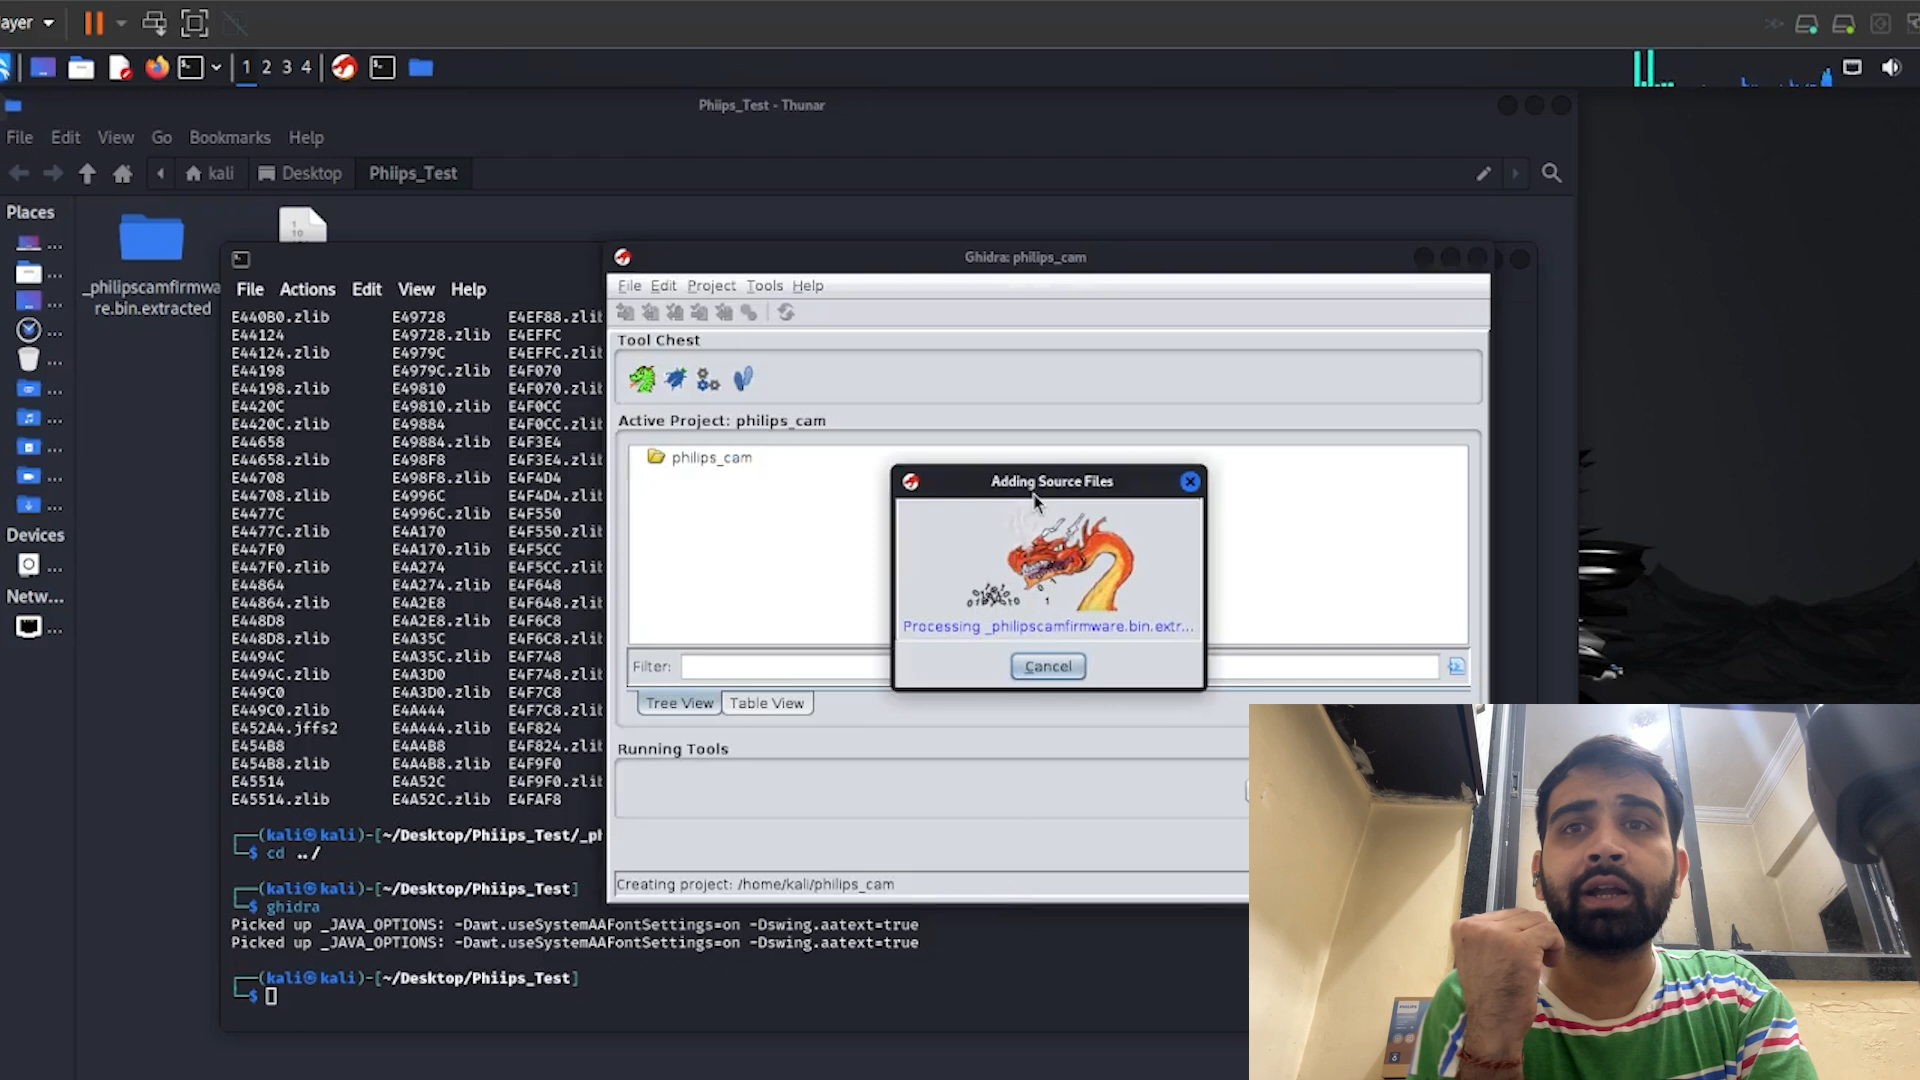 ayer
1 2 3 4
Phiips_Test - Thunar
File Edit View Go Bookmarks Help
kali Desktop Phiips_Test
Places
_philipscamfirmwa
re.bin.extracted
Devices
Netw...
File Actions Edit View Help
E440B0.zlib E49728 E4EF88.zlib
E44124 E49728.zlib E4EFFC
E44124.zlib E4979C E4EFFC.zlib
E44198 E4979C.zlib E4F070
E44198.zlib E49810 E4F070.zlib
E4420C E49810.zlib E4F0CC
E4420C.zlib E49884 E4F0CC.zlib
E44658 E49884.zlib E4F3E4
E44658.zlib E498F8 E4F3E4.zlib
E44708 E498F8.zlib E4F4D4
E44708.zlib E4996C E4F4D4.zlib
E4477C E4996C.zlib E4F550
E4477C.zlib E4A170 E4F550.zlib
E447F0 E4A170.zlib E4F5CC
E447F0.zlib E4A274 E4F5CC.zlib
E44864 E4A274.zlib E4F648
E44864.zlib E4A2E8 E4F648.zlib
E448D8 E4A2E8.zlib E4F6C8
E448D8.zlib E4A35C E4F6C8.zlib
E4494C E4A35C.zlib E4F748
E4494C.zlib E4A3D0 E4F748.zlib
E449C0 E4A3D0.zlib E4F7C8
E449C0.zlib E4A444 E4F7C8.zlib
E452A4.jffs2 E4A444.zlib E4F824
E454B8 E4A4B8 E4F824.zlib
E454B8.zlib E4A4B8.zlib E4F9F0
E45514 E4A52C E4F9F0.zlib
E45514.zlib E4A52C.zlib E4FAF8
(kali㉿kali)-[~/Desktop/Phiips_Test/_ph
$ cd ../
(kali㉿kali)-[~/Desktop/Phiips_Test]
$ ghidra
Picked up _JAVA_OPTIONS: -Dawt.useSystemAAFontSettings=on -Dswing.aatext=true
Picked up _JAVA_OPTIONS: -Dawt.useSystemAAFontSettings=on -Dswing.aatext=true
(kali㉿kali)-[~/Desktop/Phiips_Test]
$
Ghidra: philips_cam
File Edit Project Tools Help
Tool Chest
Active Project: philips_cam
philips_cam
Adding Source Files
Processing _philipscamfirmware.bin.extr...
Cancel
Filter:
Tree View Table View
Running Tools
Creating project: /home/kali/philips_cam
PHILIPS